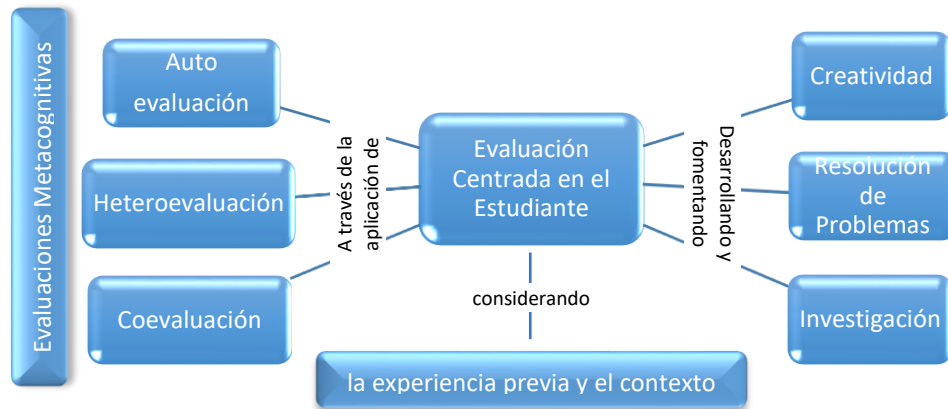 Evaluaciones Metacognitivas
Auto
evaluación
Heteroevaluación
Coevaluación
A través de la
aplicación de
Evaluación
Centrada en el
Estudiante
considerando
la experiencia previa y el contexto
Desarrollando y
fomentando
Creatividad
Resolución
de
Problemas
Investigación